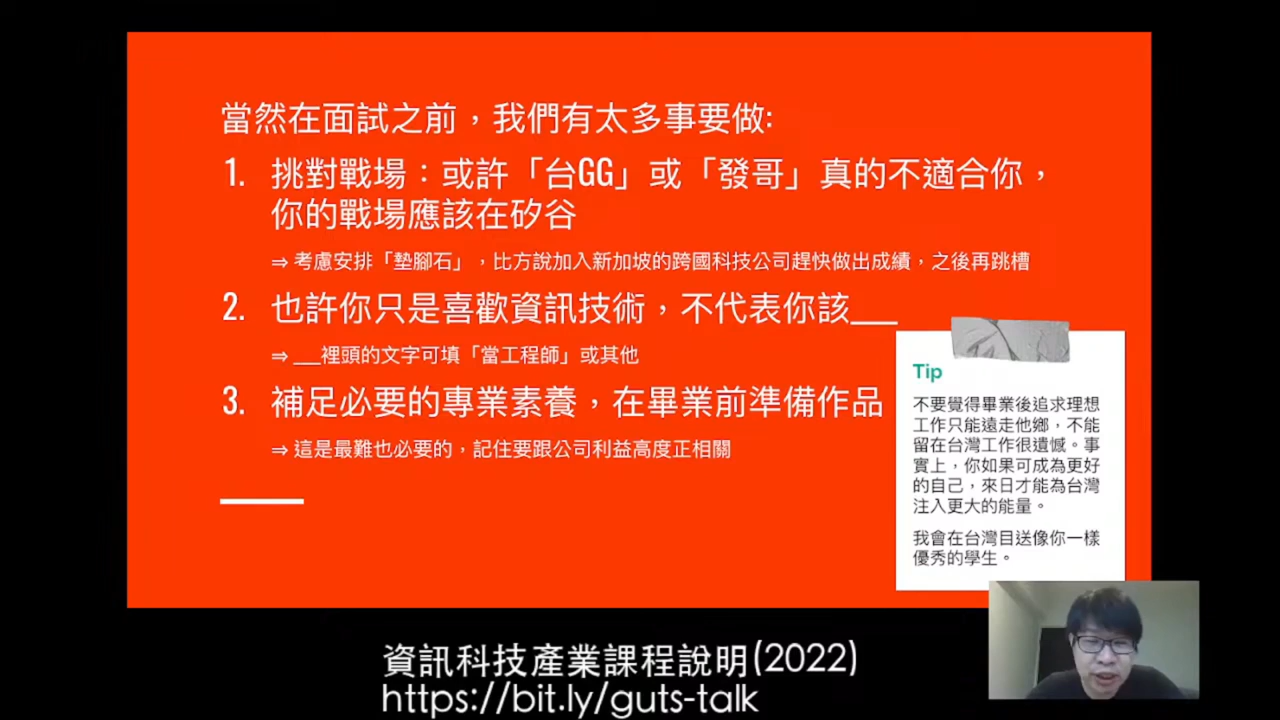 當然在面試之前，我們有太多事要做:
1. 挑對戰場：或許「台GG」或「發哥」真的不適合你，
你的戰場應該在矽谷
⇒ 考慮安排「墊腳石」，比方說加入新加坡的跨國科技公司趕快做出成績，之後再跳槽
2. 也許你只是喜歡資訊技術，不代表你該___
⇒ ___裡頭的文字可填「當工程師」或其他
3. 補足必要的專業素養，在畢業前準備作品
⇒ 這是最難也必要的，記住要跟公司利益高度正相關
Tip
不要覺得畢業後追求理想
工作只能遠走他鄉，不能
留在台灣工作很遺憾。事
實上，你如果可成為更好
的自己，來日才能為台灣
注入更大的能量。
我會在台灣目送像你一樣
優秀的學生。
資訊科技產業課程說明(2022)
https://bit.ly/guts-talk